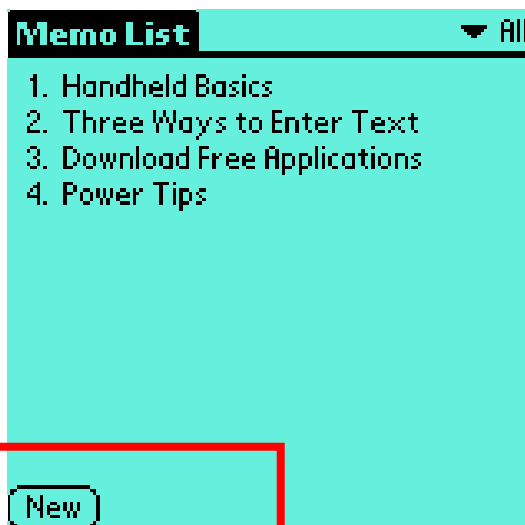 Memo List All
1. Handheld Basics
2. Three Ways to Enter Text
3. Download Free Applications
4. Power Tips
New